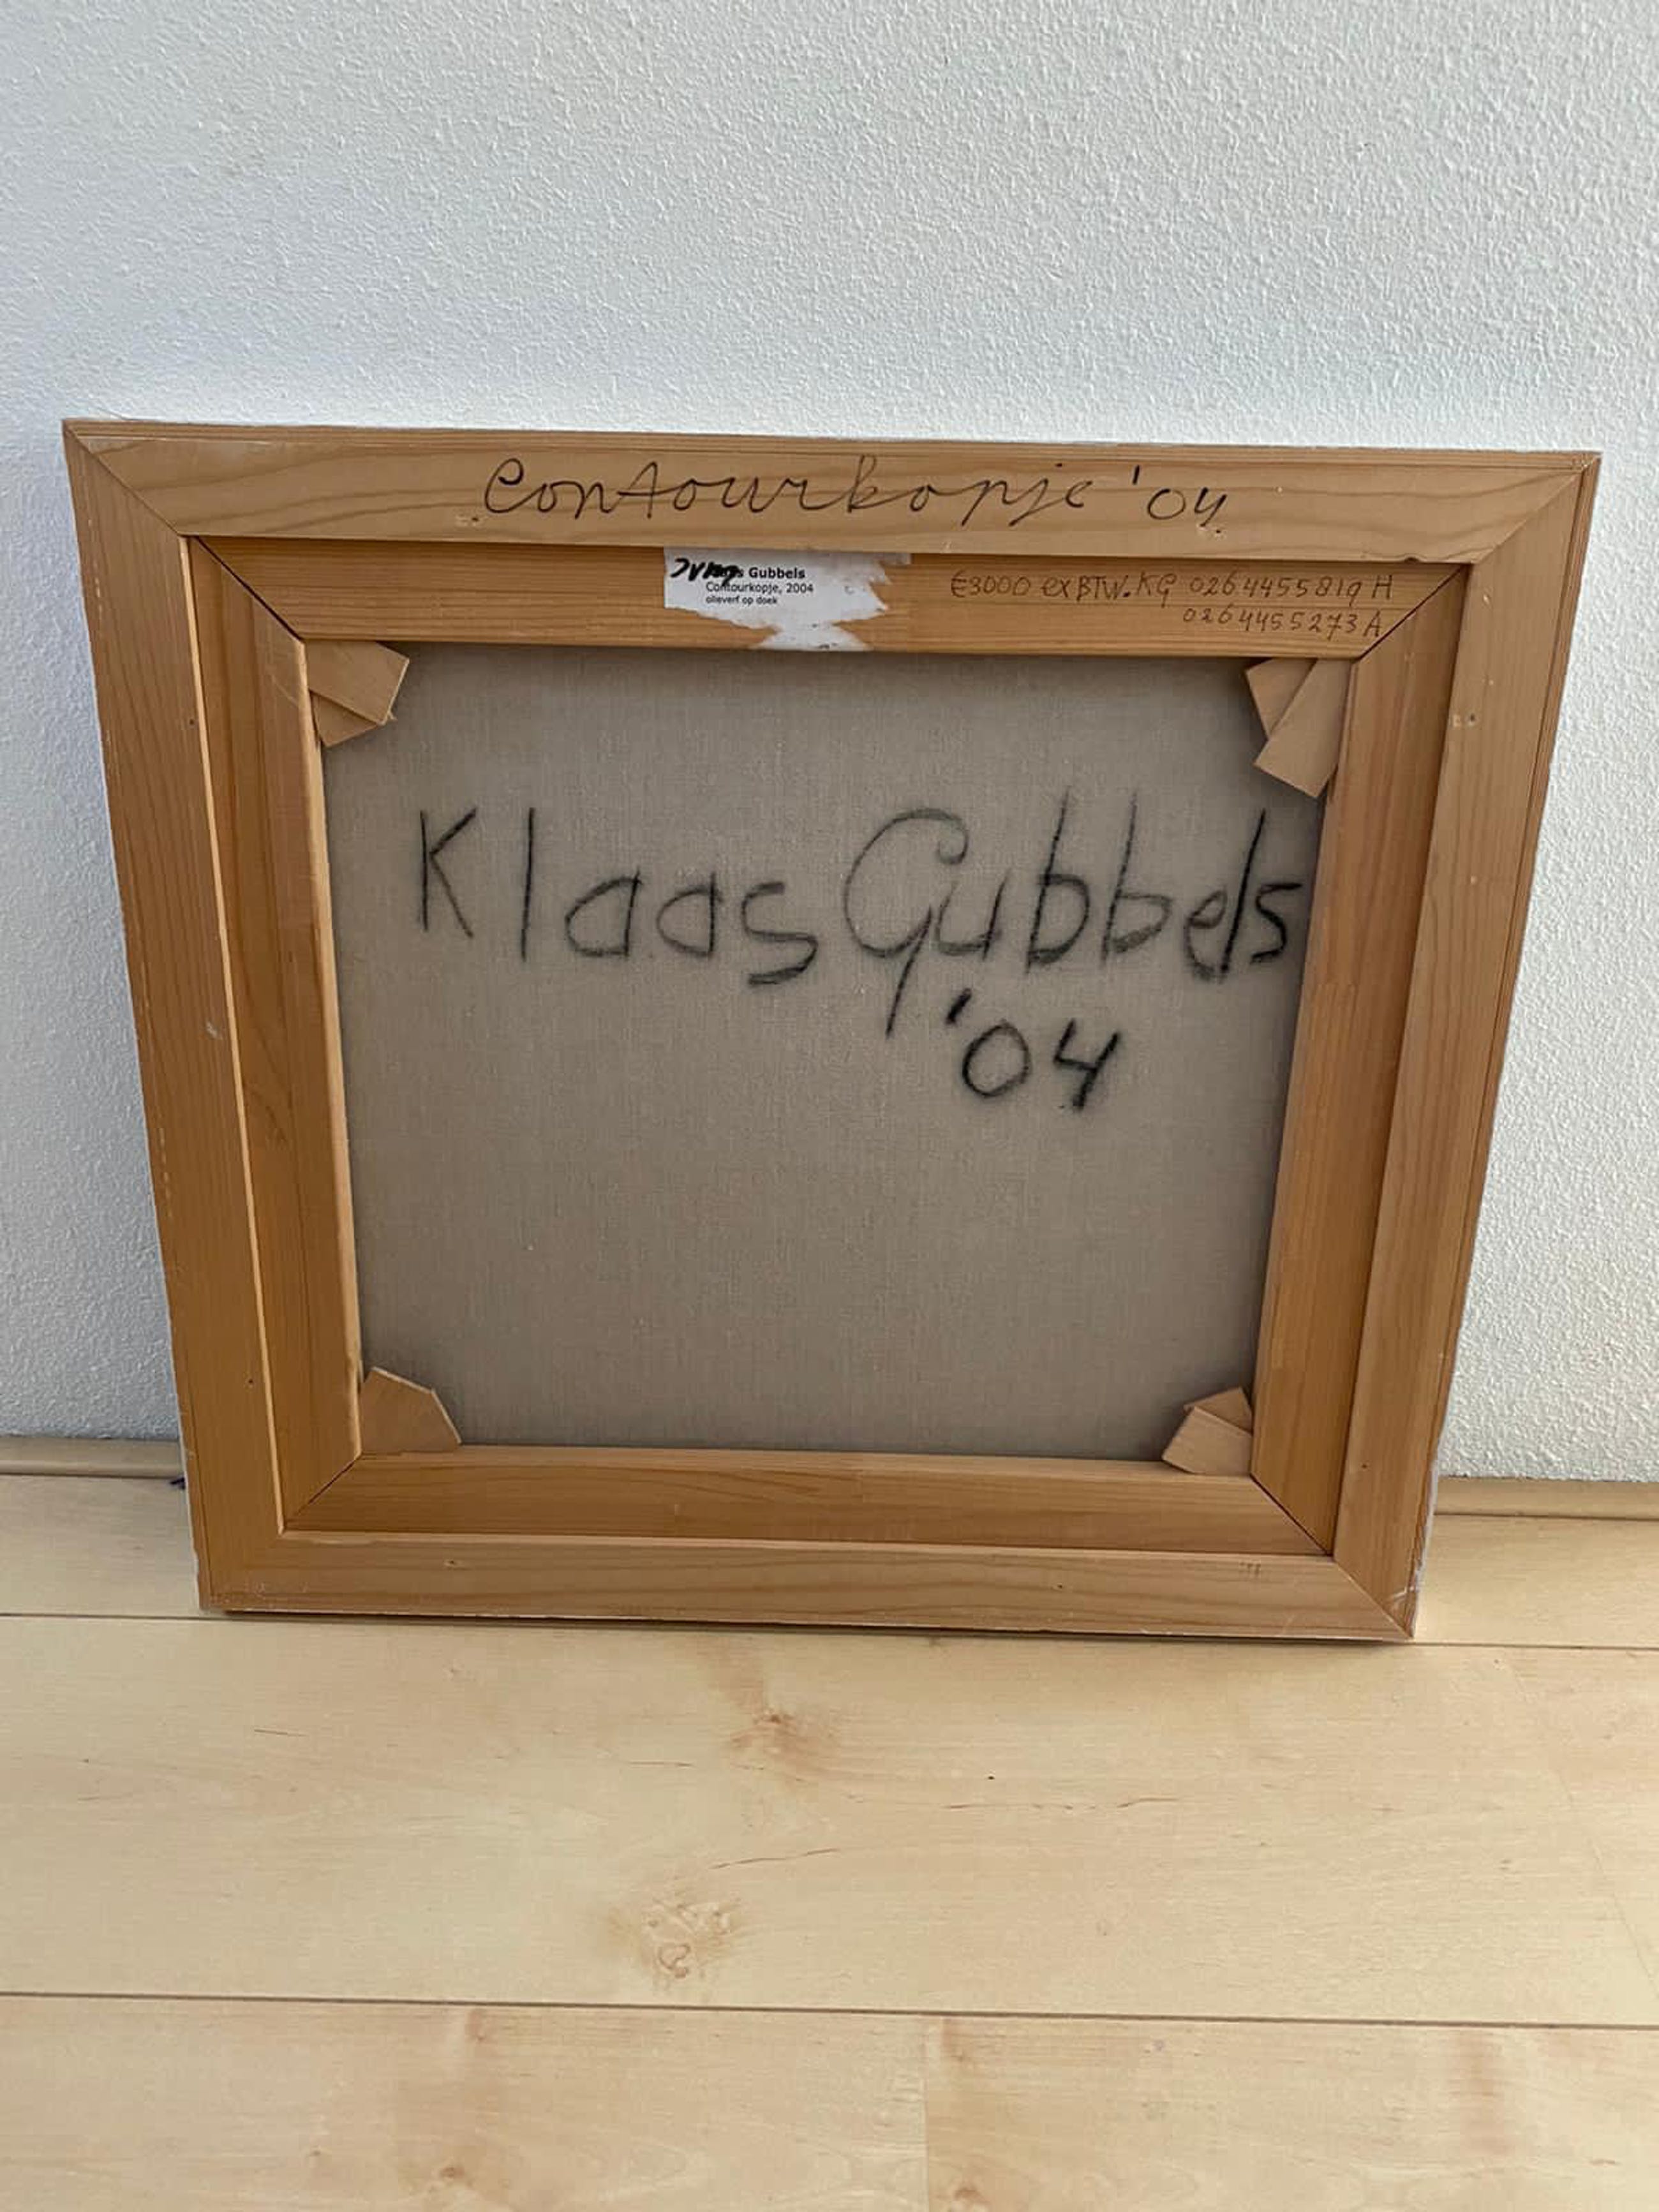 Contourkopje '04
Gubbels
Contourkopje, 2004
olieverf op doek
€3000 ex BTW. KG 0264455819 H
0264455273 A
Klaas Gubbels
'04